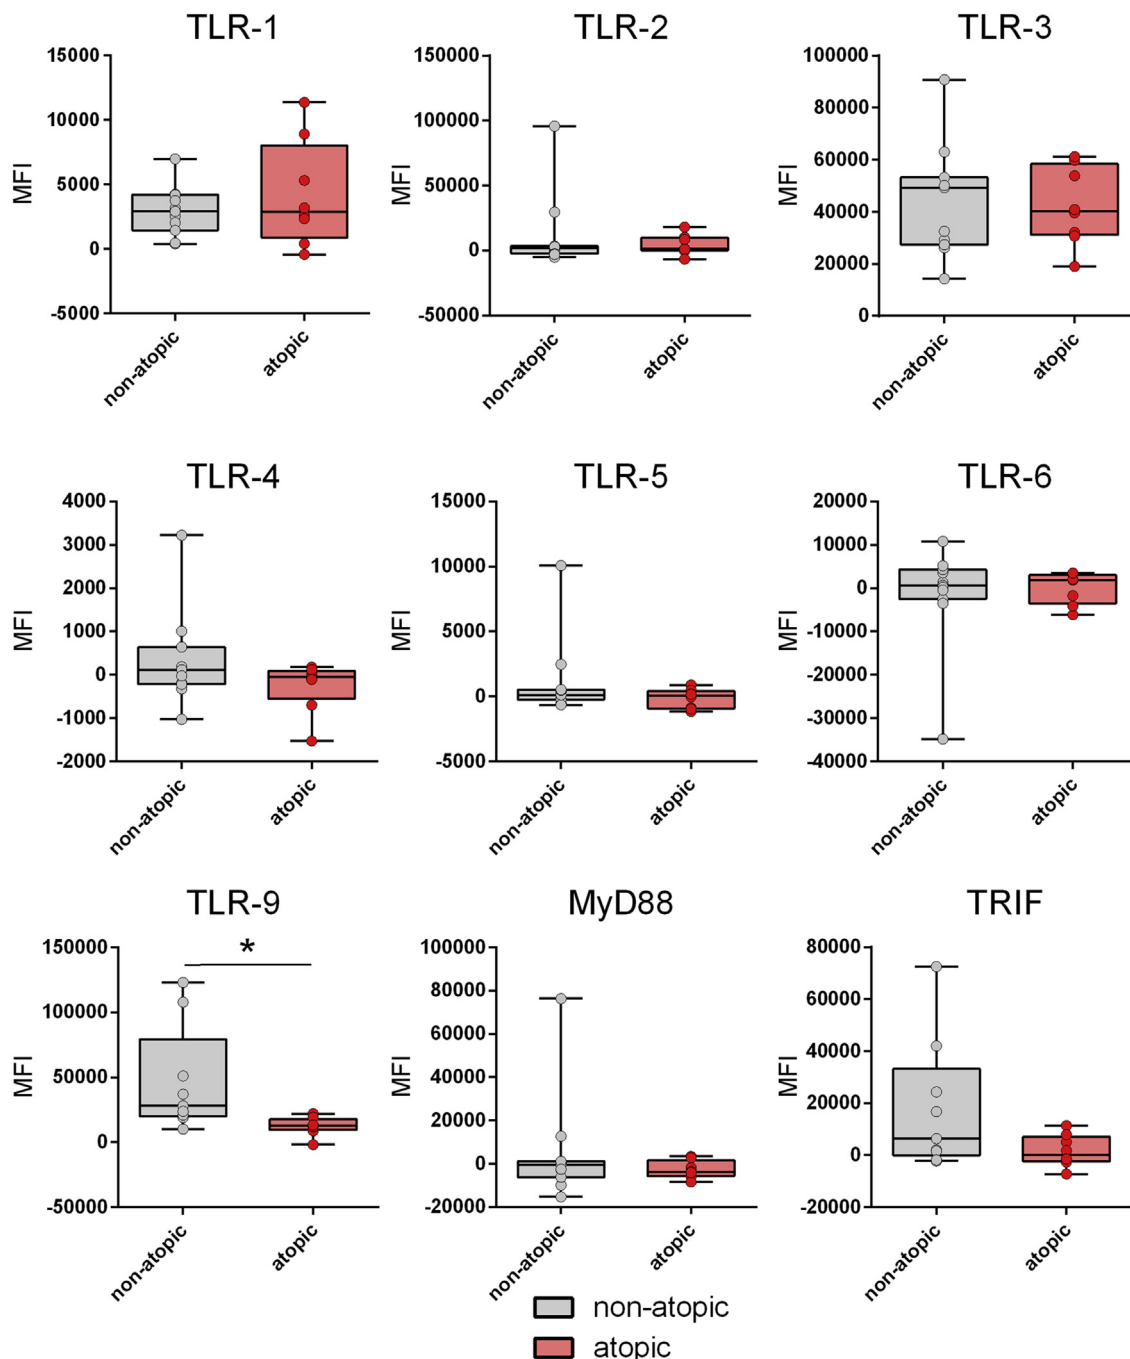 TLR-1 TLR-2 TLR-3
15000 150000 100000
10000 100000 80000
5000 50000 60000
0 0 40000
-5000 -50000 20000
0
MFI MFI MFI
non-atopic atopic non-atopic atopic non-atopic atopic
TLR-4 TLR-5 TLR-6
4000 15000 20000
3000 10000 10000
2000 5000 0
1000 0 -10000
0 -5000 -20000
-1000 -30000
-2000 -40000
MFI MFI MFI
non-atopic atopic non-atopic atopic non-atopic atopic
TLR-9 MyD88 TRIF
150000 100000 80000
100000 80000 60000
50000 60000 40000
0 40000 20000
-50000 20000 0
0 -20000
-20000
*
MFI MFI MFI
non-atopic atopic non-atopic atopic non-atopic atopic
non-atopic
atopic